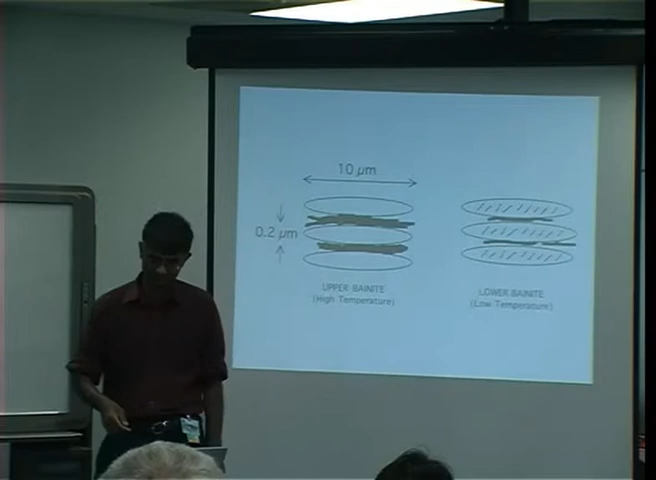 10 µm
0.2 µm
UPPER BAINITE
(High Temperature)
LOWER BAINITE
(Low Temperature)